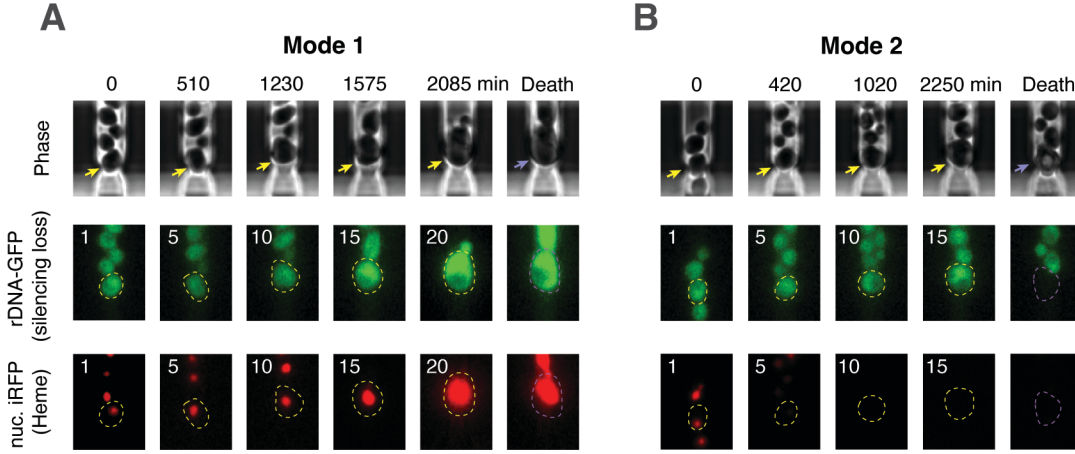 A
B
Mode 1
Mode 2
0 510 1230 1575 2085 min Death
0 420 1020 2250 min Death
Phase
rDNA-GFP
(silencing loss)
1 5 10 15 20
1 5 10 15
nuc. iRFP
(Heme)
1 5 10 15 20
1 5 10 15